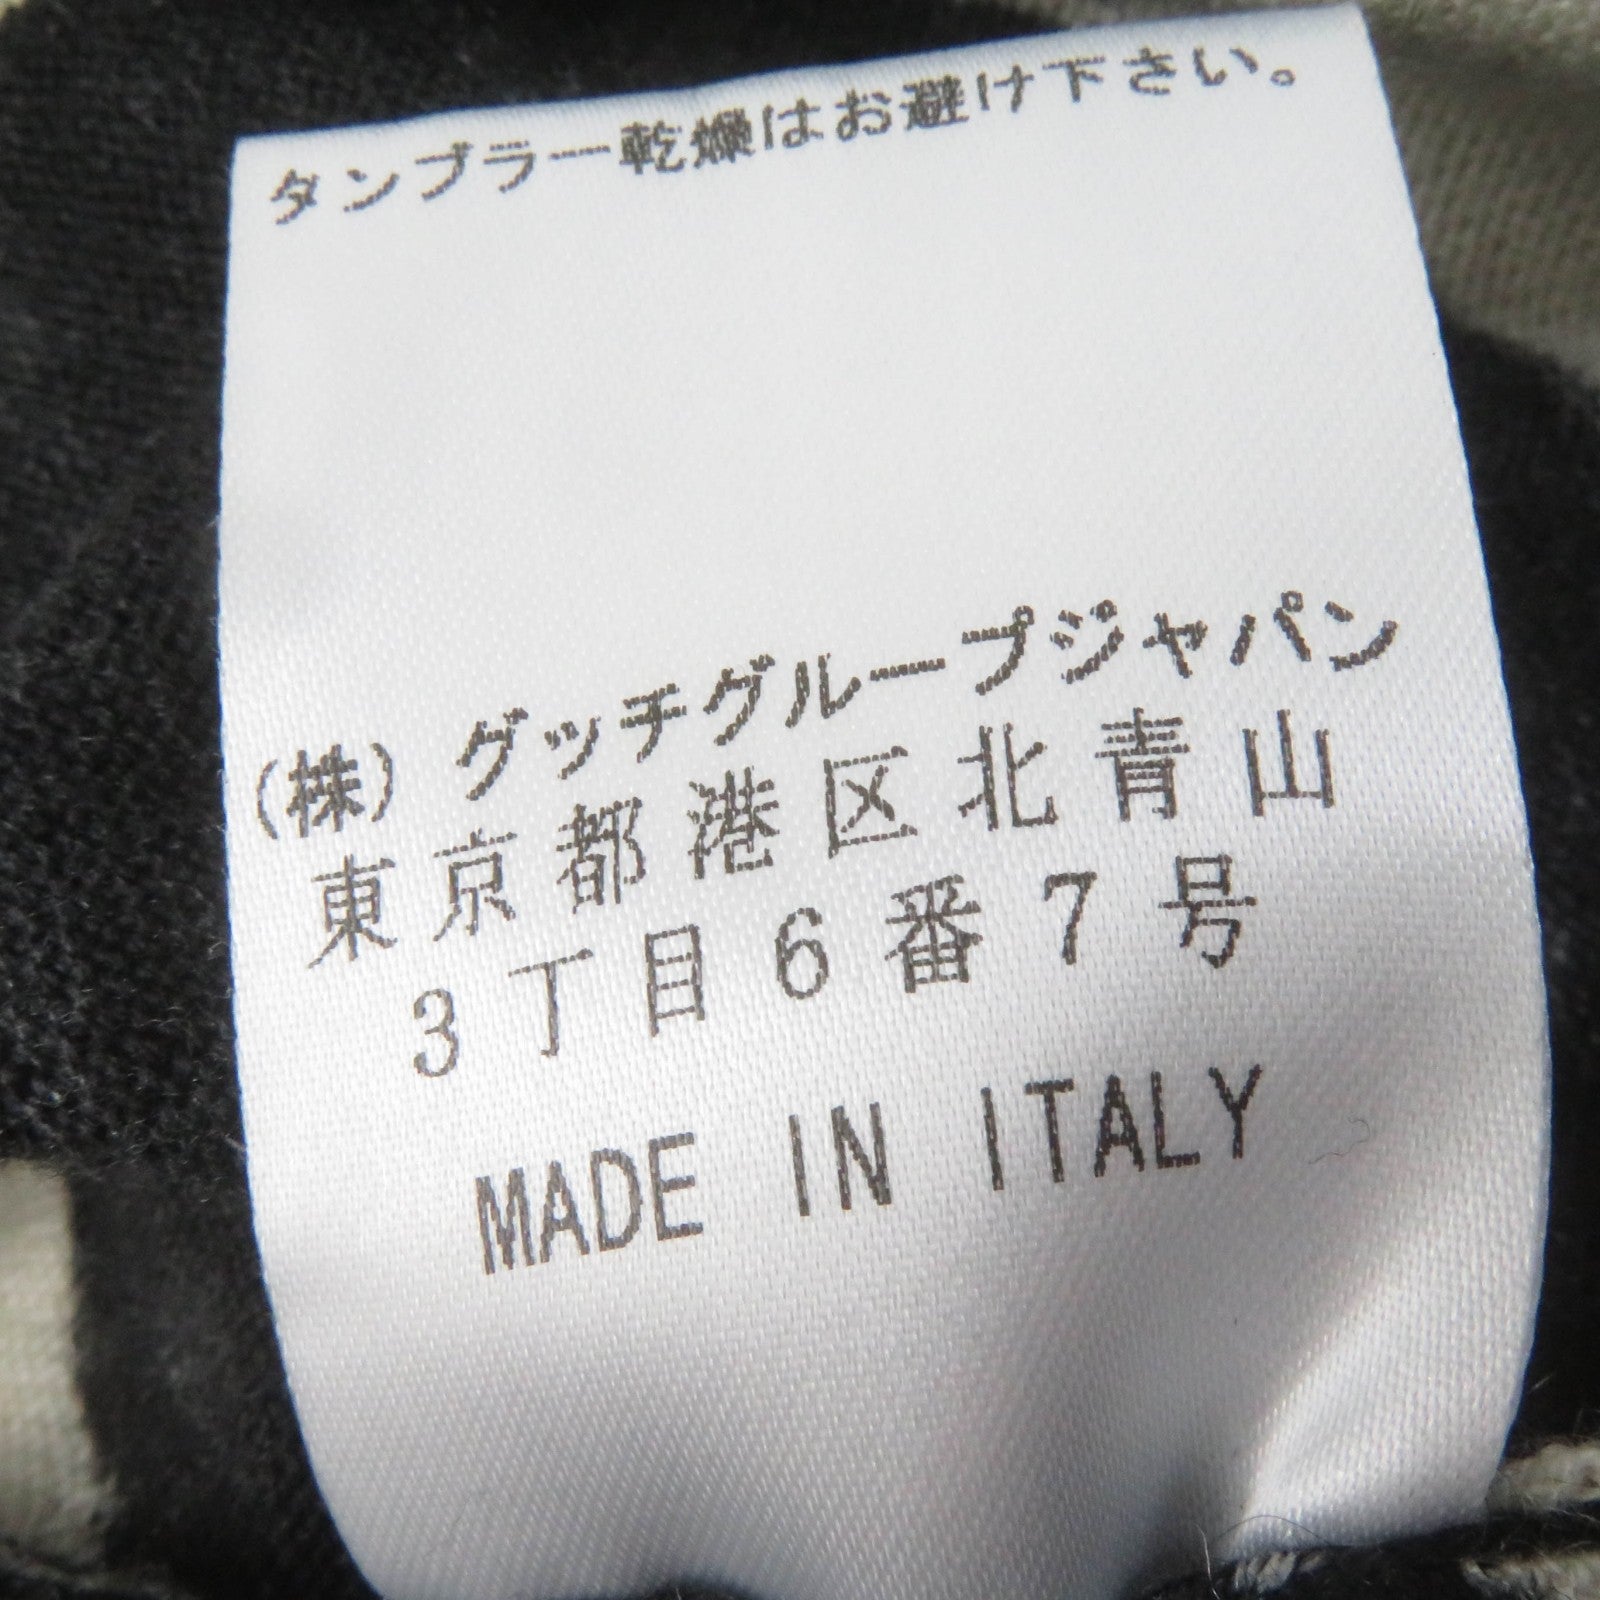 タンブラー乾燥はお避け下さい。
(株) グッチグループジャパン
東京都港区北青山
3丁目6番7号
MADE IN ITALY